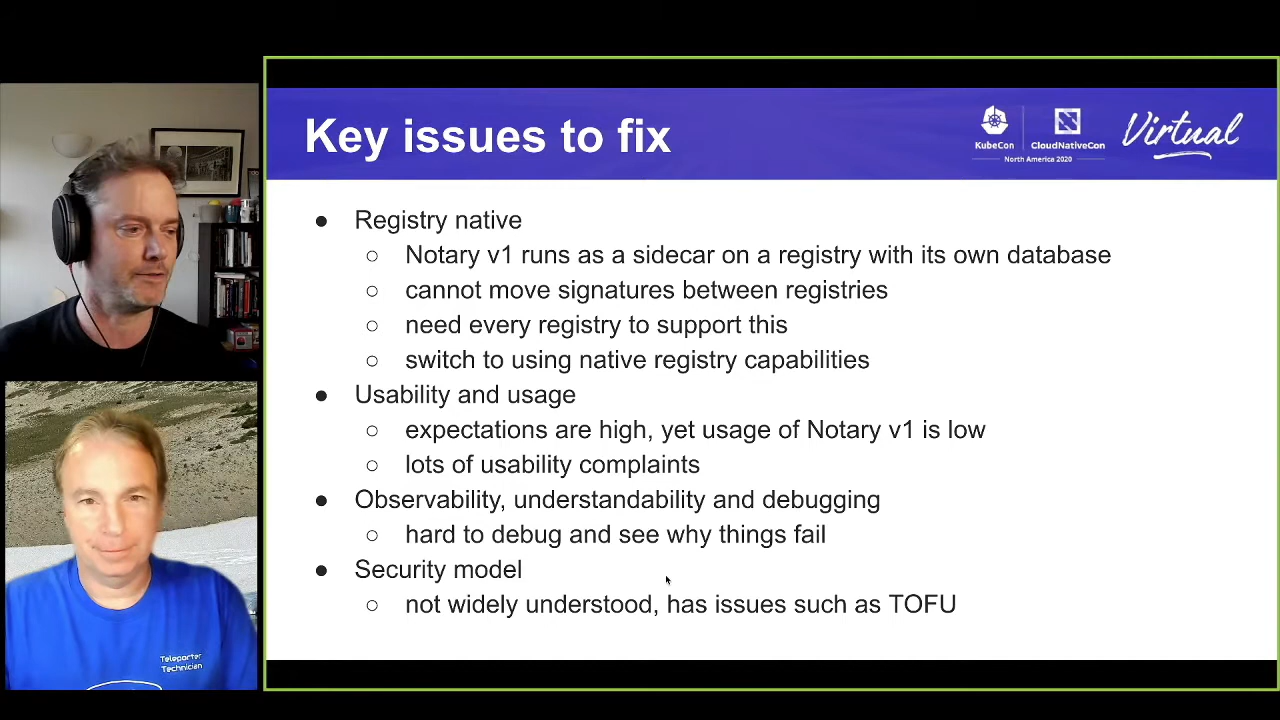 Key issues to fix
KubeCon
CloudNativeCon
North America 2020
Virtual
● Registry native
○ Notary v1 runs as a sidecar on a registry with its own database
○ cannot move signatures between registries
○ need every registry to support this
○ switch to using native registry capabilities
● Usability and usage
○ expectations are high, yet usage of Notary v1 is low
○ lots of usability complaints
● Observability, understandability and debugging
○ hard to debug and see why things fail
● Security model
○ not widely understood, has issues such as TOFU
Teleporter
Technician